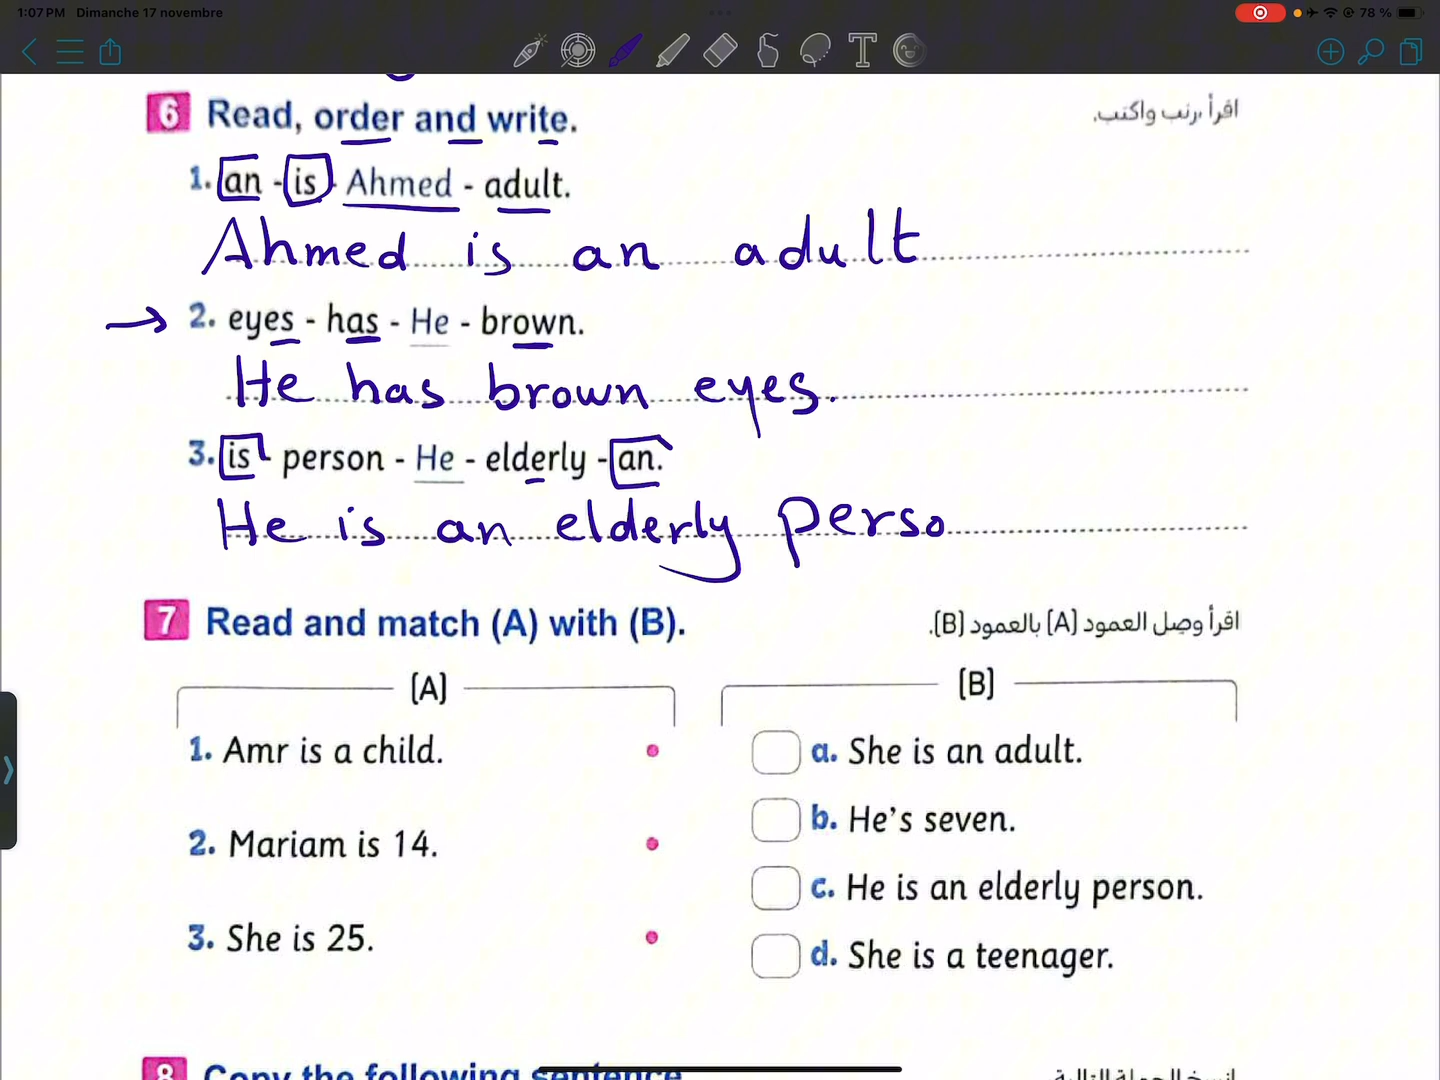 1:07 PM Dimanche 17 novembre
78 %
6 Read, order and write.
اقرأ ,رتب واكتب.
1. an - is - Ahmed - adult.
Ahmed is an adult
2. eyes - has - He - brown.
He has brown eyes.
3. is - person - He - elderly - an.
He is an elderly perso
7 Read and match (A) with (B).
اقرأ وصل العمود (A) بالعمود (B).
(A)
(B)
1. Amr is a child.
a. She is an adult.
b. He's seven.
2. Mariam is 14.
c. He is an elderly person.
3. She is 25.
d. She is a teenager.
8 Copy the following sentence
انسخ الجملة التالية